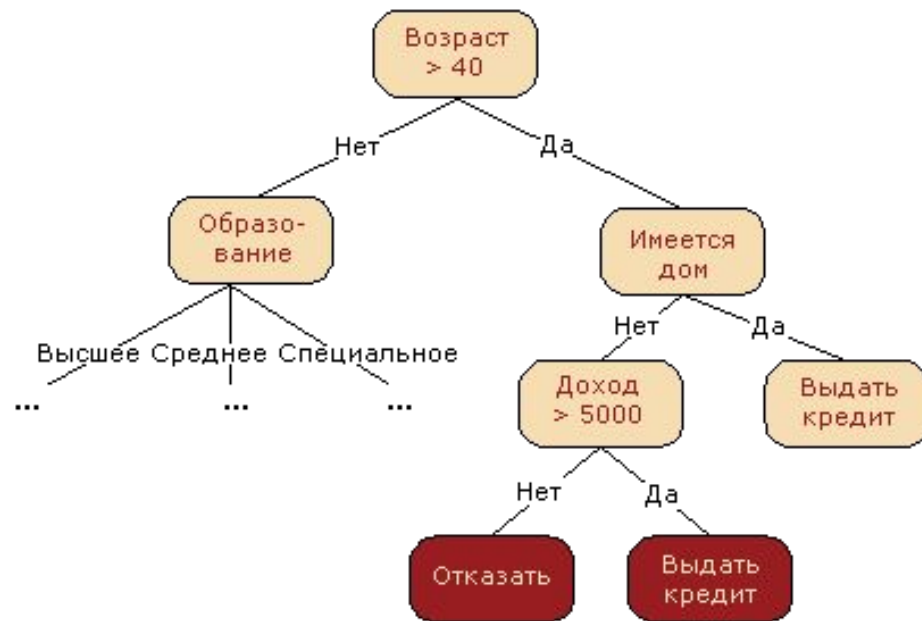 Возраст
> 40
Нет
Да
Образо-
вание
Имеется
дом
Высшее Среднее Специальное
... ... ...
Нет
Да
Доход
> 5000
Выдать
кредит
Нет
Да
Отказать
Выдать
кредит